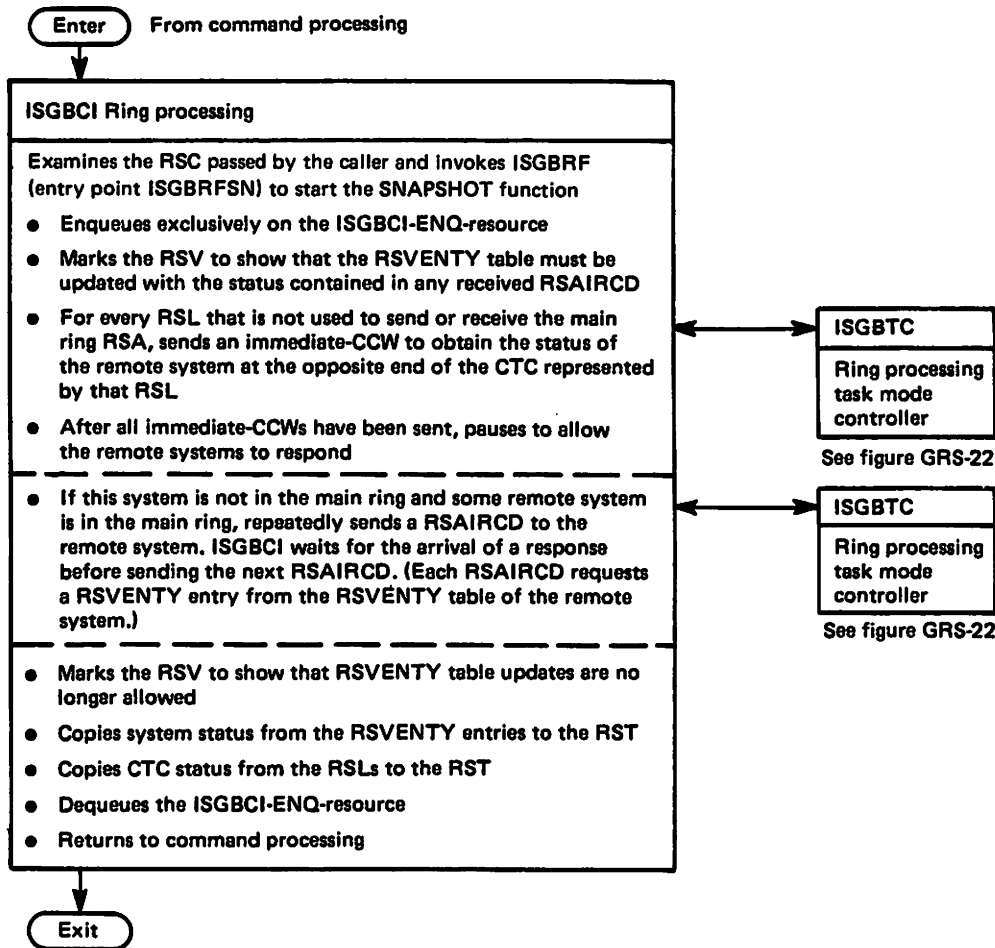 Enter From command processing
ISGBCI Ring processing
Examines the RSC passed by the caller and invokes ISGBRF
(entry point ISGBRFSN) to start the SNAPSHOT function
● Enqueues exclusively on the ISGBCI-ENQ-resource
● Marks the RSV to show that the RSVENTY table must be
updated with the status contained in any received RSAIRCD
● For every RSL that is not used to send or receive the main
ring RSA, sends an immediate-CCW to obtain the status of
the remote system at the opposite end of the CTC represented
by that RSL
● After all immediate-CCWs have been sent, pauses to allow
the remote systems to respond
ISGBTC
Ring processing
task mode
controller
See figure GRS-22
● If this system is not in the main ring and some remote system
is in the main ring, repeatedly sends a RSAIRCD to the
remote system. ISGBCI waits for the arrival of a response
before sending the next RSAIRCD. (Each RSAIRCD requests
a RSVENTY entry from the RSVENTY table of the remote
system.)
ISGBTC
Ring processing
task mode
controller
See figure GRS-22
● Marks the RSV to show that RSVENTY table updates are no
longer allowed
● Copies system status from the RSVENTY entries to the RST
● Copies CTC status from the RSLs to the RST
● Dequeues the ISGBCI-ENQ-resource
● Returns to command processing
Exit